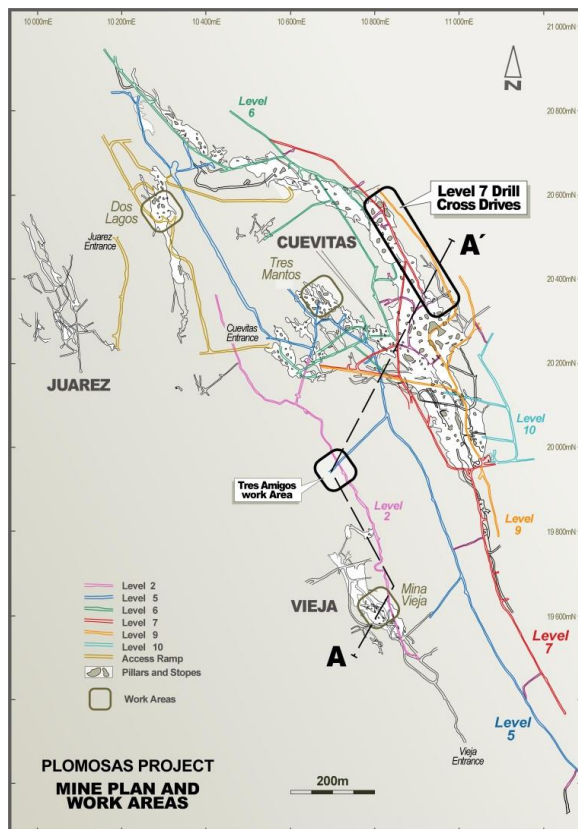 10 000mE
10 200mE
10.400mE
10 600mE
10.800mE
11 000mE
21 000mN
Level
6
N
20 800mN
Level 7 Drill
Cross Drives
20 600mN
Dos
Lagos
Juarez
Entrance
CUEVITAS
A´
Tres
Mantos
20 400mN
Cuevitas
Entrance
JUAREZ
20 200mN
Level
10
20 000mN
Tres Amigos
work Area
Level
2
Level
9
19 800mN
Level 2
Level 5
Level 6
Level 7
Level 9
Level 10
Access Ramp
Pillars and Stopes
Work Areas
VIEJA
Mina
Vieja
19 600mN
A
Level
7
Level
5
Vieja
Entrance
PLOMOSAS PROJECT
MINE PLAN AND
WORK AREAS
200m